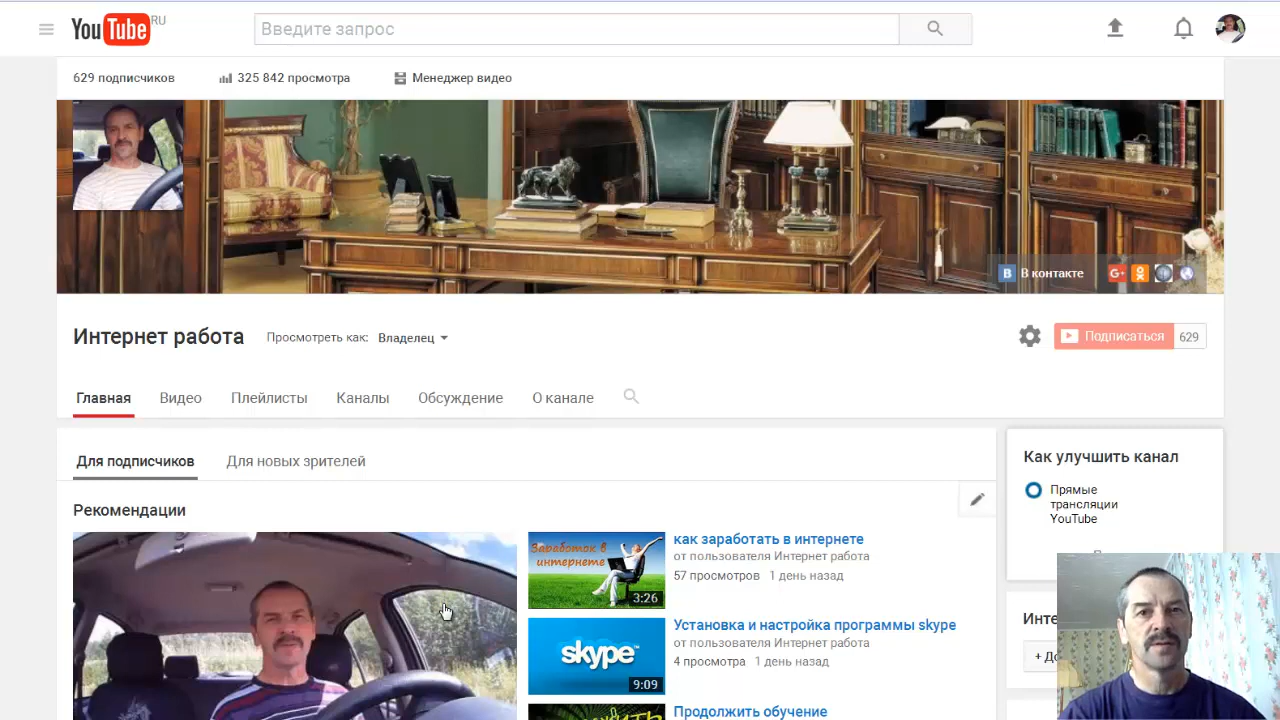 YouTube RU
Введите запрос
629 подписчиков 325 842 просмотра Менеджер видео
В В контакте G+
Интернет работа Просмотреть как: Владелец Подписаться 629
Главная Видео Плейлисты Каналы Обсуждение О канале
Для подписчиков Для новых зрителей
Рекомендации
Заработок в
интернете
3:26
как заработать в интернете
от пользователя Интернет работа
57 просмотров 1 день назад
skype
9:09
Установка и настройка программы skype
от пользователя Интернет работа
4 просмотра 1 день назад
Продолжить обучение
Как улучшить канал
Прямые
трансляции
YouTube
Инте
+ До